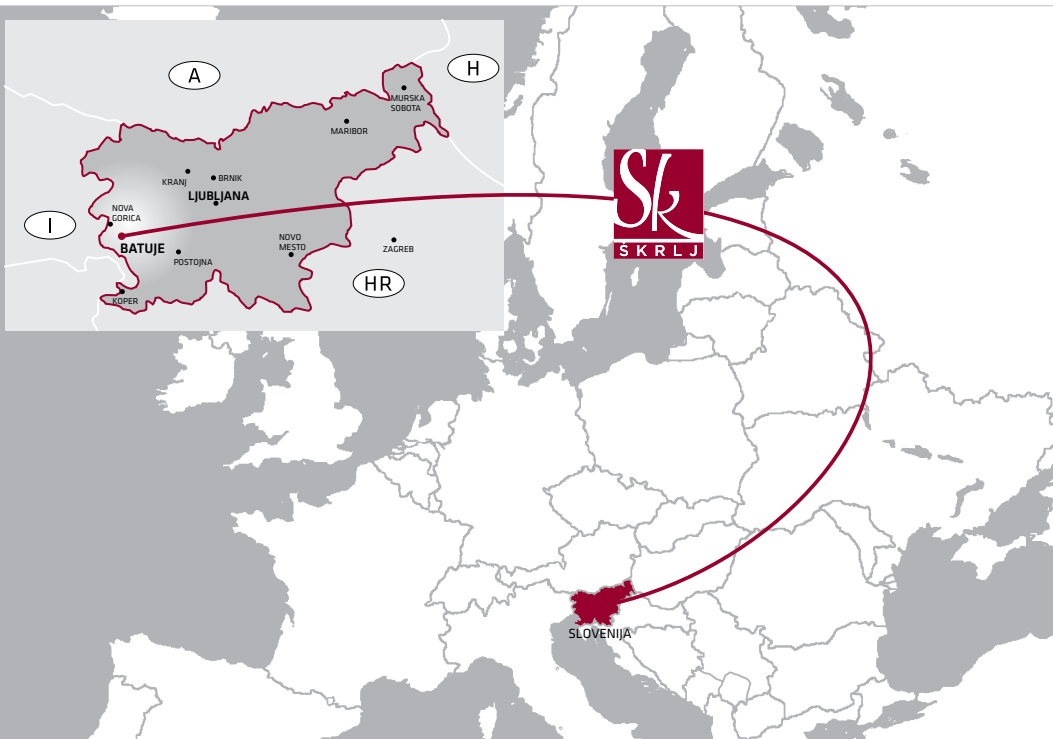 A
H
MURSKA
SOBOTA
MARIBOR
KRANJ
BRNIK
LJUBLJANA
I
NOVA
GORICA
BATUJE
POSTOJNA
NOVO
MESTO
ZAGREB
HR
KOPER
Sk
ŠKRLJ
SLOVENIJA